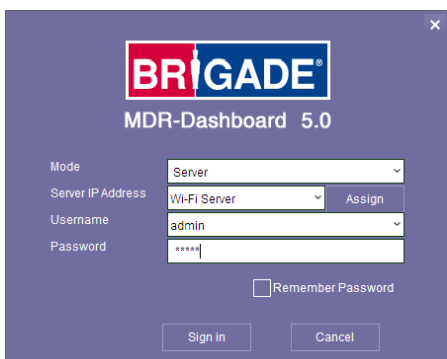 ×
BRIGADE®
MDR-Dashboard 5.0
Mode Server
Server IP Address Wi-Fi Server Assign
Username admin
Password *****
Remember Password
Sign in Cancel